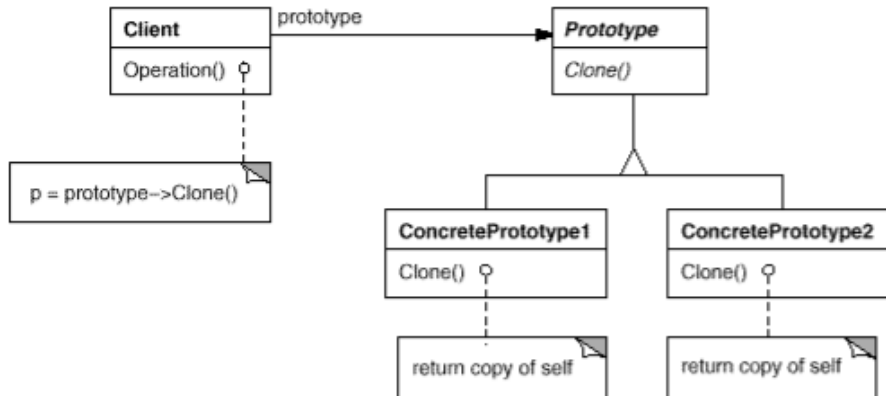 Client
prototype
Prototype
Operation()
Clone()
p = prototype->Clone()
ConcretePrototype1
ConcretePrototype2
Clone()
Clone()
return copy of self
return copy of self